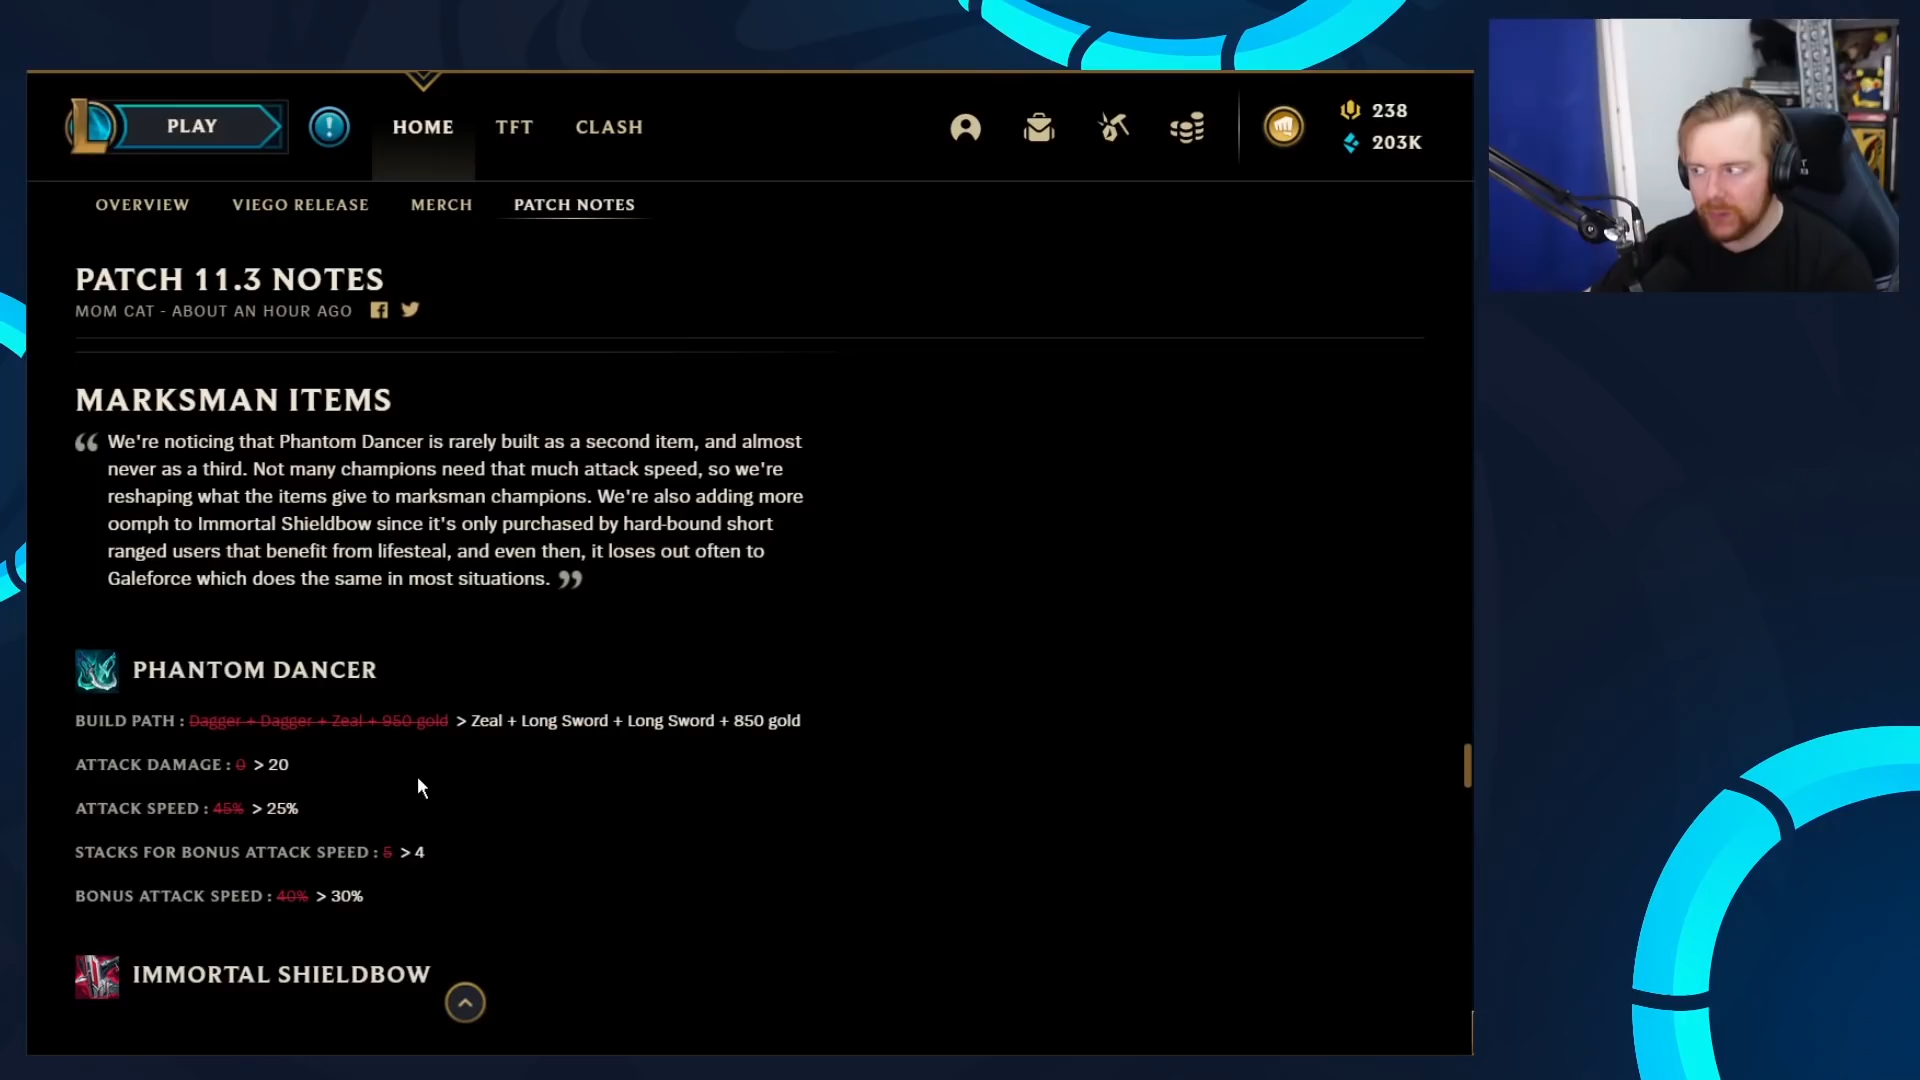 PLAY
HOME
TFT
CLASH
238
203K
OVERVIEW
VIEGO RELEASE
MERCH
PATCH NOTES
PATCH 11.3 NOTES
MOM CAT - ABOUT AN HOUR AGO
MARKSMAN ITEMS
“ We're noticing that Phantom Dancer is rarely built as a second item, and almost
never as a third. Not many champions need that much attack speed, so we're
reshaping what the items give to marksman champions. We're also adding more
oomph to Immortal Shieldbow since it's only purchased by hard-bound short
ranged users that benefit from lifesteal, and even then, it loses out often to
Galeforce which does the same in most situations. ”
PHANTOM DANCER
BUILD PATH : Dagger + Dagger + Zeal + 950 gold > Zeal + Long Sword + Long Sword + 850 gold
ATTACK DAMAGE : 0 > 20
ATTACK SPEED : 45% > 25%
STACKS FOR BONUS ATTACK SPEED : 5 > 4
BONUS ATTACK SPEED : 40% > 30%
IMMORTAL SHIELDBOW